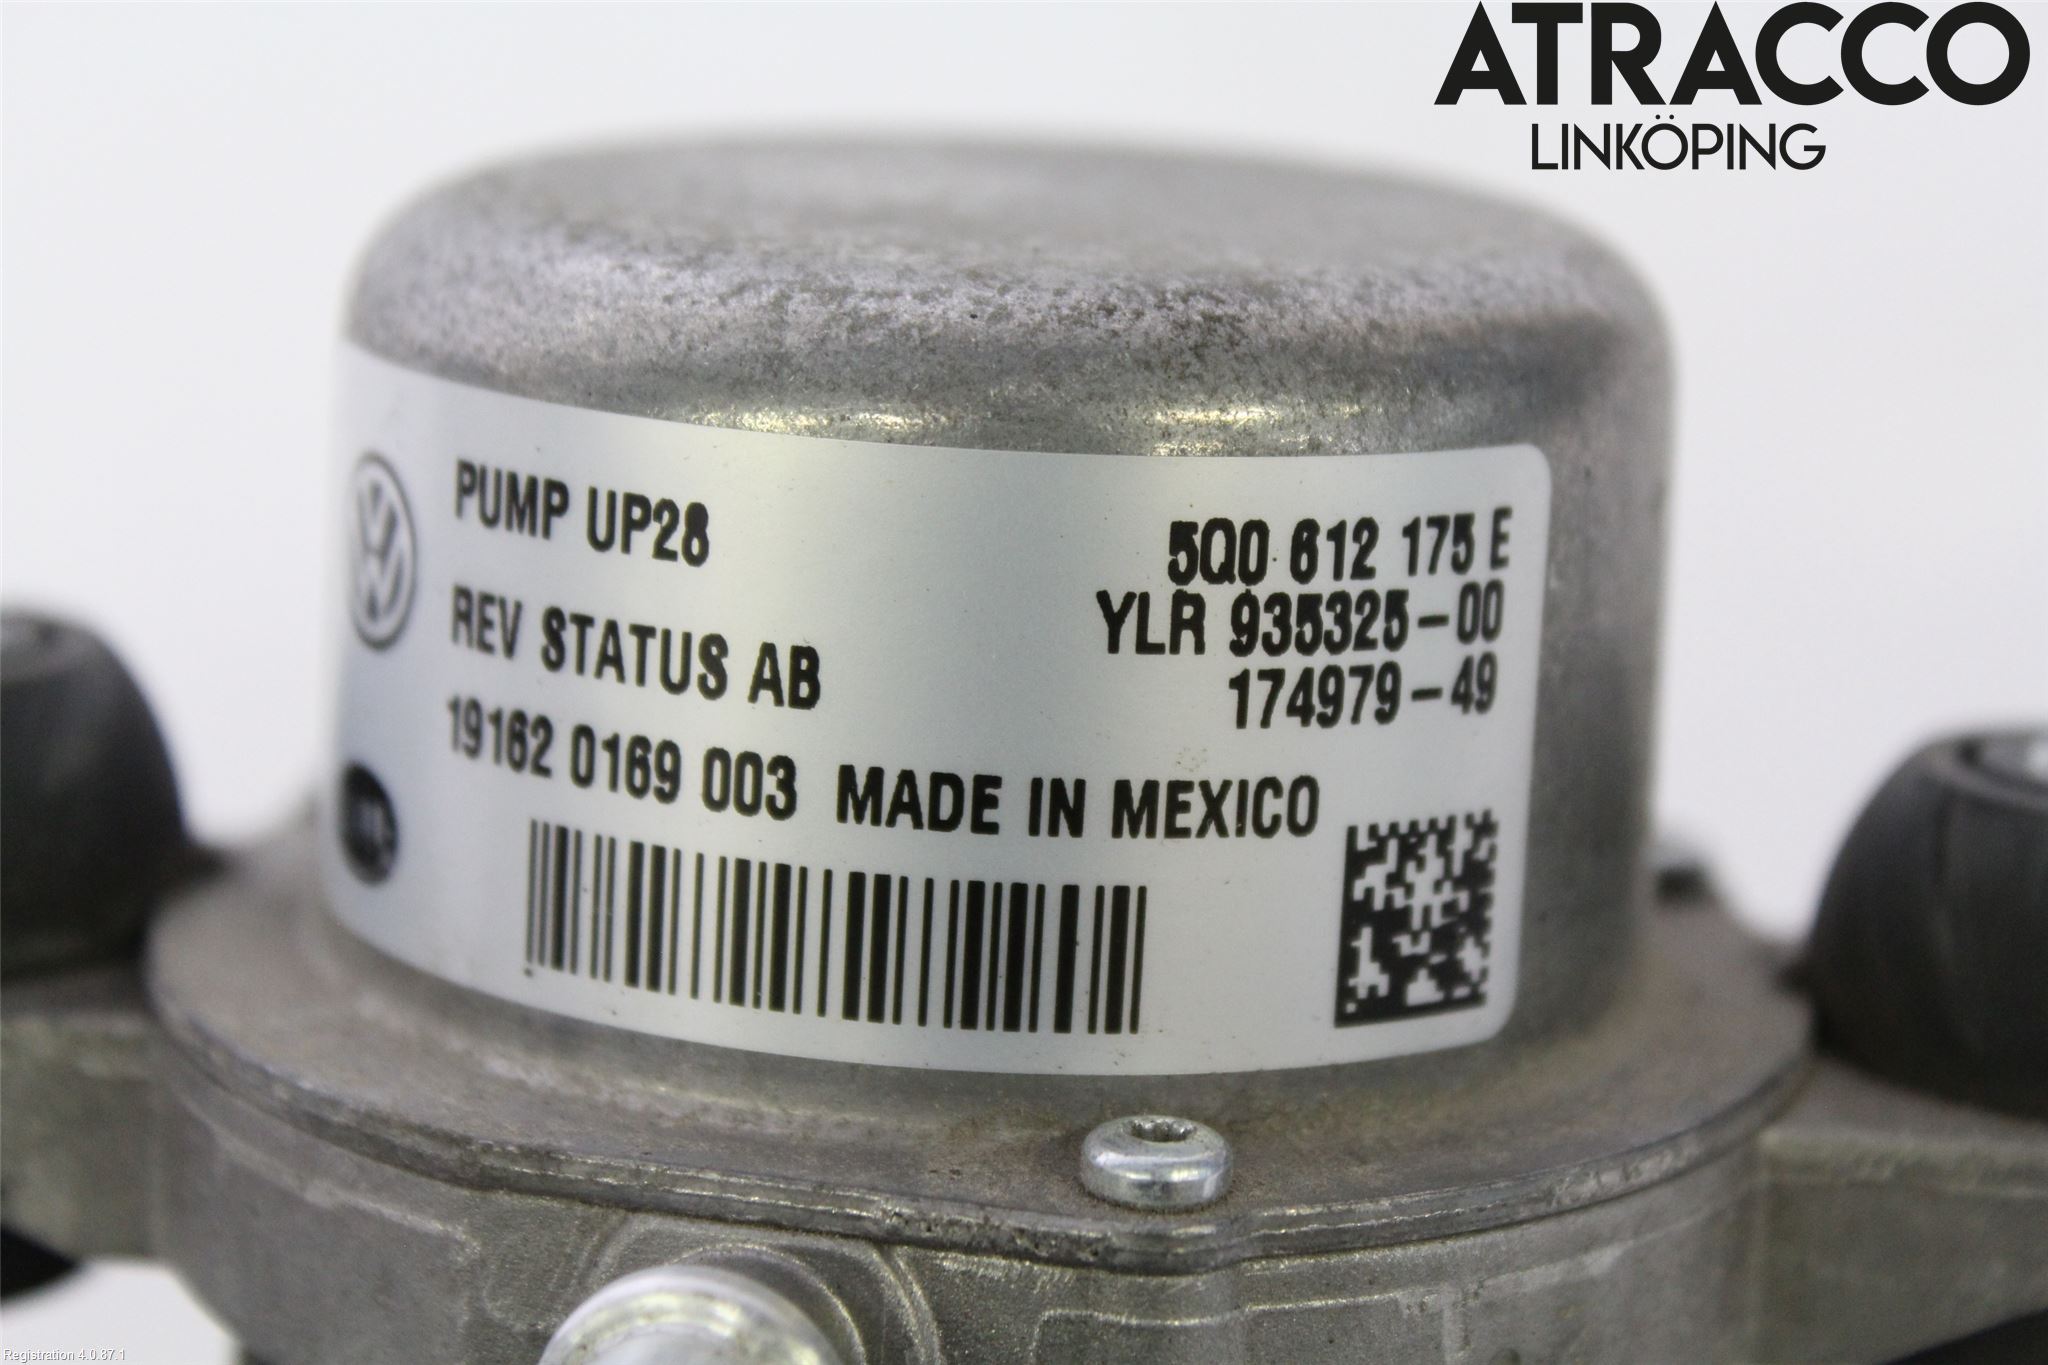 ATRACCO
LINKÖPING
PUMP UP28
REV STATUS AB
19162 0169 003 MADE IN MEXICO
5Q0 612 175 E
YLR 935325-00
174979-49
Registration 4.0.87.1